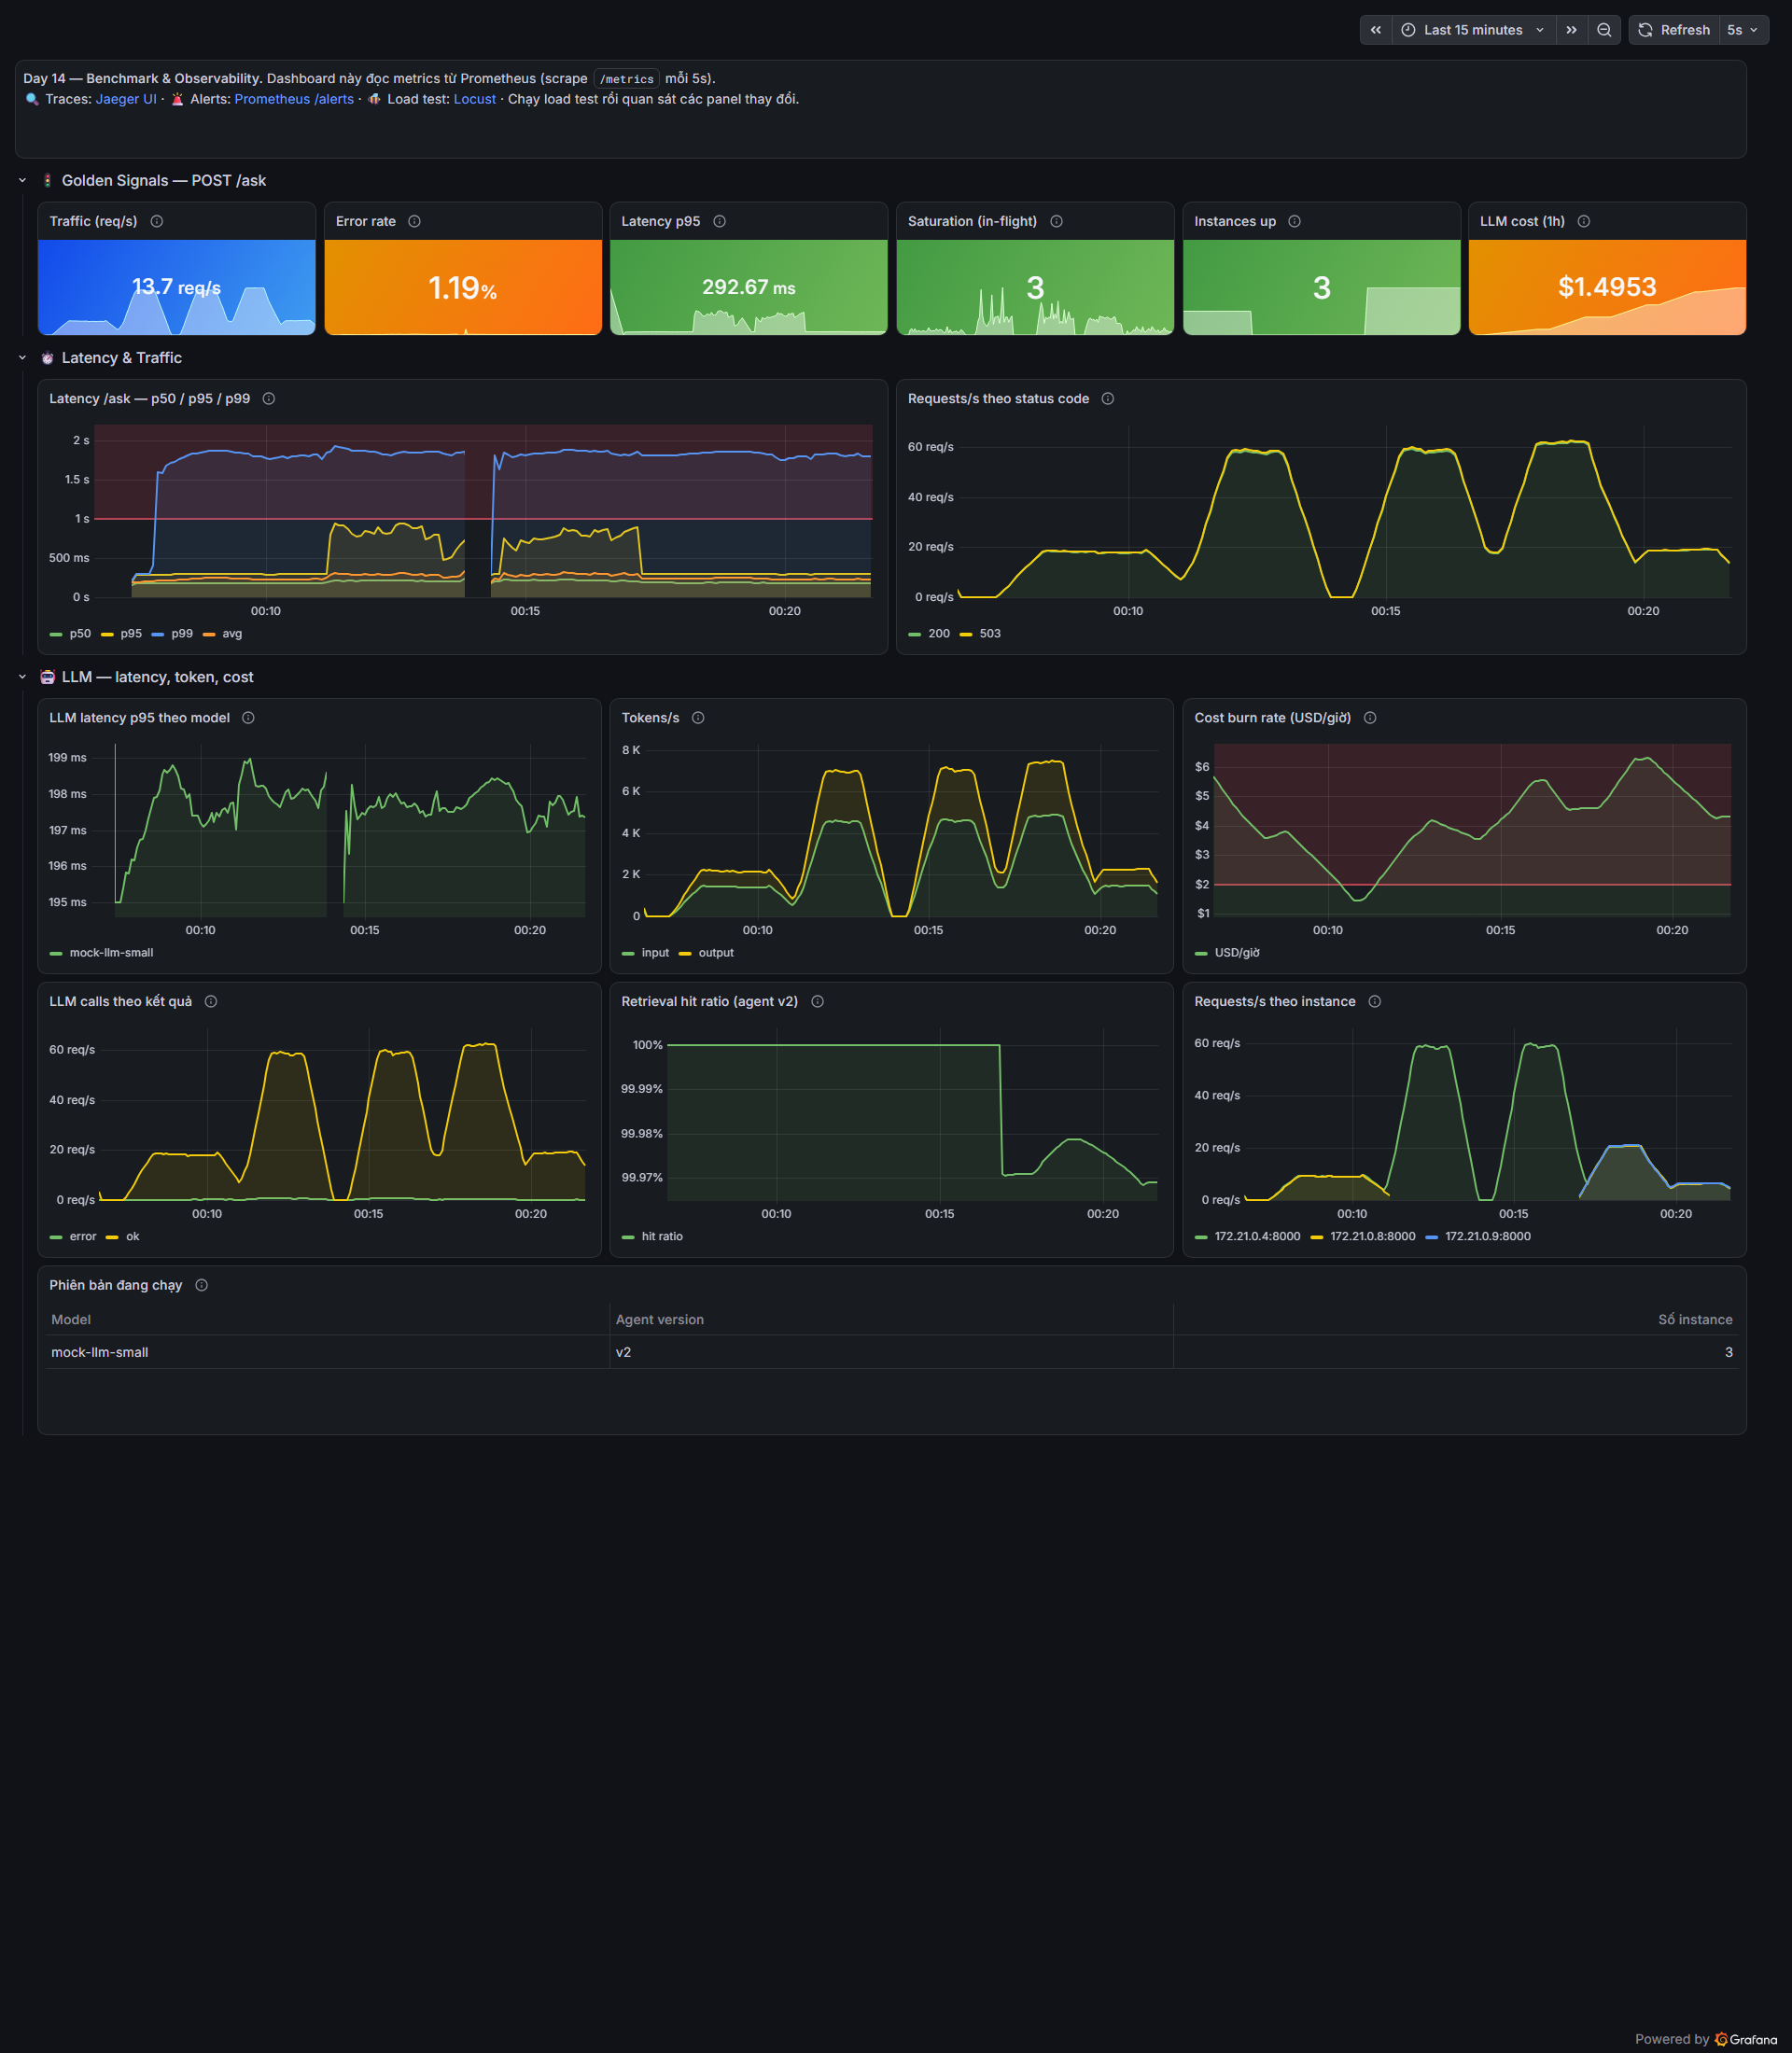 Last 15 minutes
Refresh
5s
Day 14 — Benchmark & Observability. Dashboard này đọc metrics từ Prometheus (scrape /metrics mỗi 5s).
Traces: Jaeger UI · Alerts: Prometheus /alerts · Load test: Locust · Chạy load test rồi quan sát các panel thay đổi.
Golden Signals — POST /ask
Traffic (req/s)
13.7 req/s
Error rate
1.19%
Latency p95
292.67 ms
Saturation (in-flight)
3
Instances up
3
LLM cost (1h)
$1.4953
Latency & Traffic
Latency /ask — p50 / p95 / p99
2 s
1.5 s
1 s
500 ms
0 s
00:10 00:15 00:20
p50 p95 p99 avg
Requests/s theo status code
60 req/s
40 req/s
20 req/s
0 req/s
00:10 00:15 00:20
200 503
LLM — latency, token, cost
LLM latency p95 theo model
199 ms
198 ms
197 ms
196 ms
195 ms
00:10 00:15 00:20
mock-llm-small
Tokens/s
8 K
6 K
4 K
2 K
0
00:10 00:15 00:20
input output
Cost burn rate (USD/giờ)
$6
$5
$4
$3
$2
$1
00:10 00:15 00:20
USD/giờ
LLM calls theo kết quả
60 req/s
40 req/s
20 req/s
0 req/s
00:10 00:15 00:20
error ok
Retrieval hit ratio (agent v2)
100%
99.99%
99.98%
99.97%
00:10 00:15 00:20
hit ratio
Requests/s theo instance
60 req/s
40 req/s
20 req/s
0 req/s
00:10 00:15 00:20
172.21.0.4:8000 172.21.0.8:8000 172.21.0.9:8000
Phiên bản đang chạy
Model Agent version Số instance
mock-llm-small v2 3
Powered by Grafana